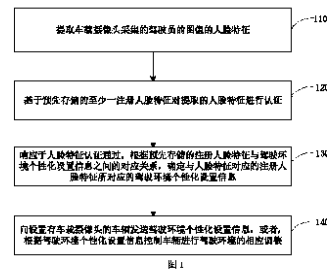 110
提取车载摄像头采集的驾驶员的图像的人脸特征
120
基于预先存储的至少一注册人脸特征对提取的人脸特征进行认证
130
响应于人脸特征认证通过，根据预先存储的注册人脸特征与驾驶环
境个性化设置信息之间的对应关系，确定与人脸特征对应的注册人
脸特征所对应的驾驶环境个性化设置信息
140
向设置有车载摄像头的车辆发送驾驶环境个性化设置信息，或者，
根据驾驶环境个性化设置信息控制车辆进行驾驶环境的相应调整
图1